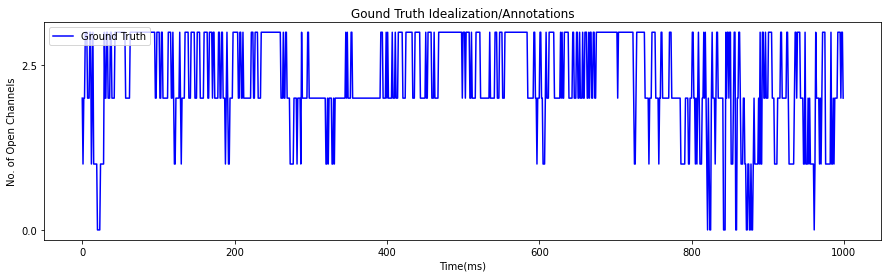 Gound Truth Idealization/Annotations
Ground Truth
2.5
0.0
No. of Open Channels
0 200 400 600 800 1000
Time(ms)